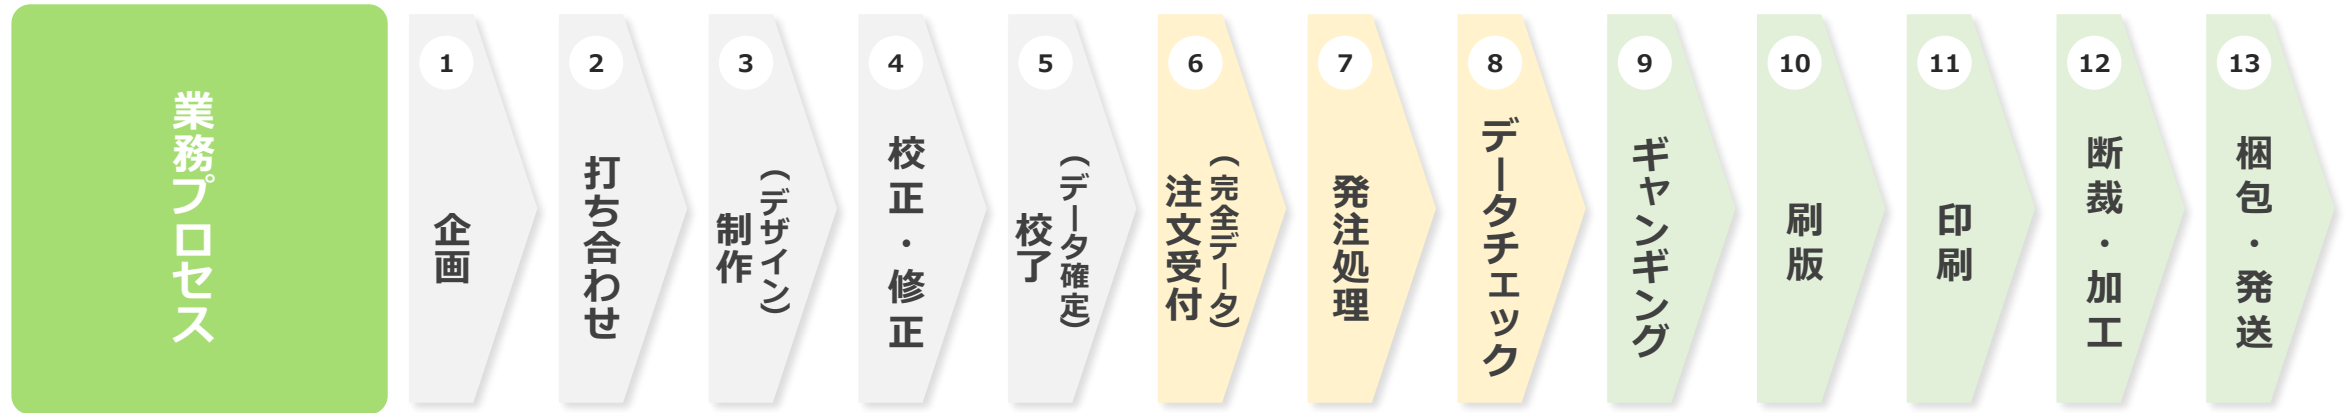 業務プロセス
1
企画
2
打ち合わせ
3
制作
(デザイン)
4
校正・修正
5
校了
(データ確定)
6
注文受付
(完全データ)
7
発注処理
8
データチェック
9
ギャンギング
10
刷版
11
印刷
12
断裁・加工
13
梱包・発送